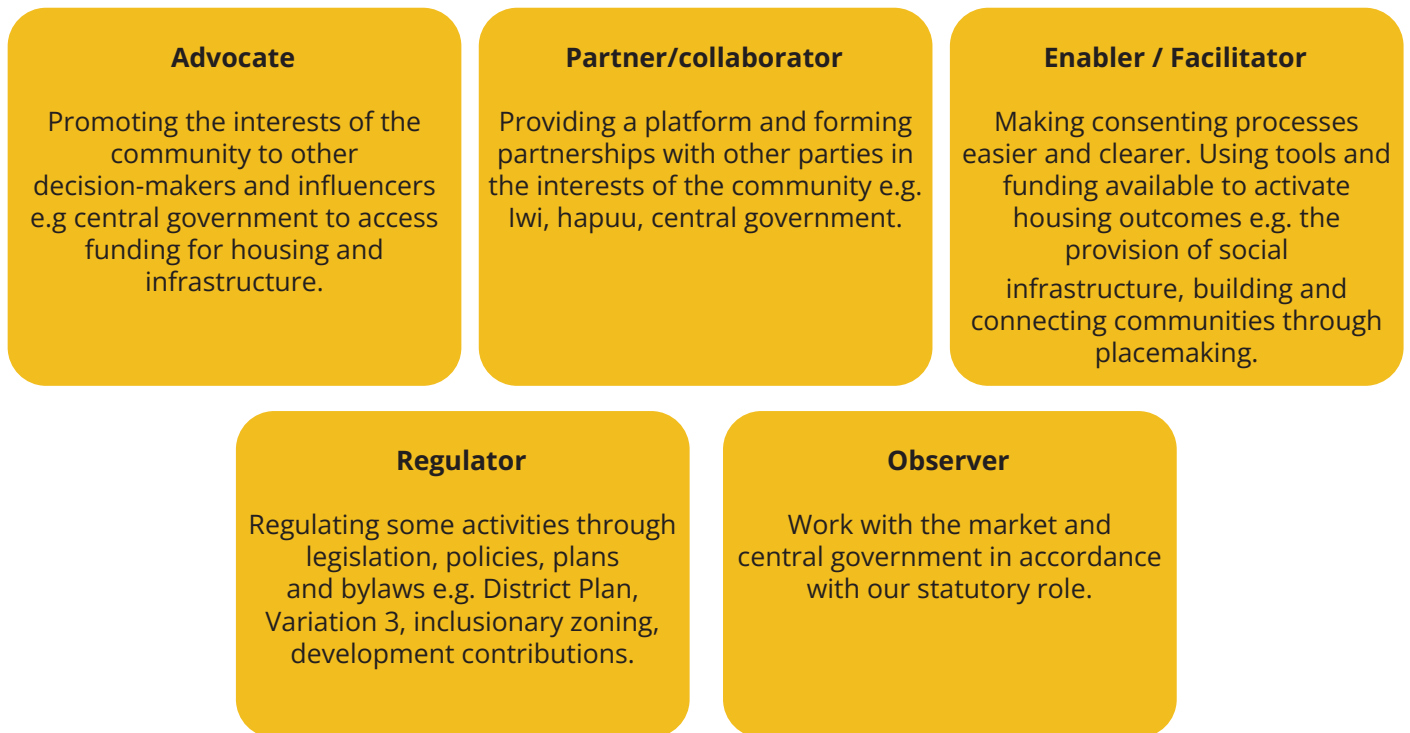 Advocate
Promoting the interests of the
community to other
decision-makers and influencers
e.g central government to access
funding for housing and
infrastructure.
Partner/collaborator
Providing a platform and forming
partnerships with other parties in
the interests of the community e.g.
Iwi, hapuu, central government.
Enabler / Facilitator
Making consenting processes
easier and clearer. Using tools and
funding available to activate
housing outcomes e.g. the
provision of social
infrastructure, building and
connecting communities through
placemaking.
Regulator
Regulating some activities through
legislation, policies, plans
and bylaws e.g. District Plan,
Variation 3, inclusionary zoning,
development contributions.
Observer
Work with the market and
central government in accordance
with our statutory role.